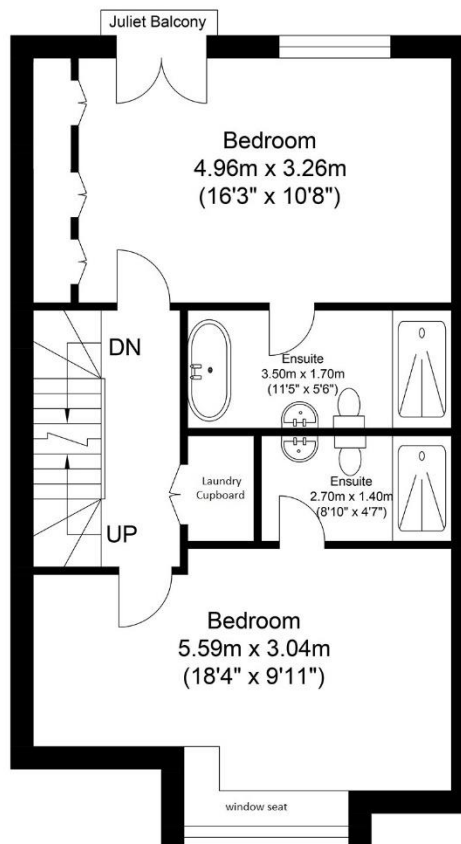 Juliet Balcony
Bedroom
4.96m x 3.26m
(16'3" x 10'8")
DN
Ensuite
3.50m x 1.70m
(11'5" x 5'6")
Laundry
Cupboard
Ensuite
2.70m x 1.40m
(8'10" x 4'7")
UP
Bedroom
5.59m x 3.04m
(18'4" x 9'11")
window seat